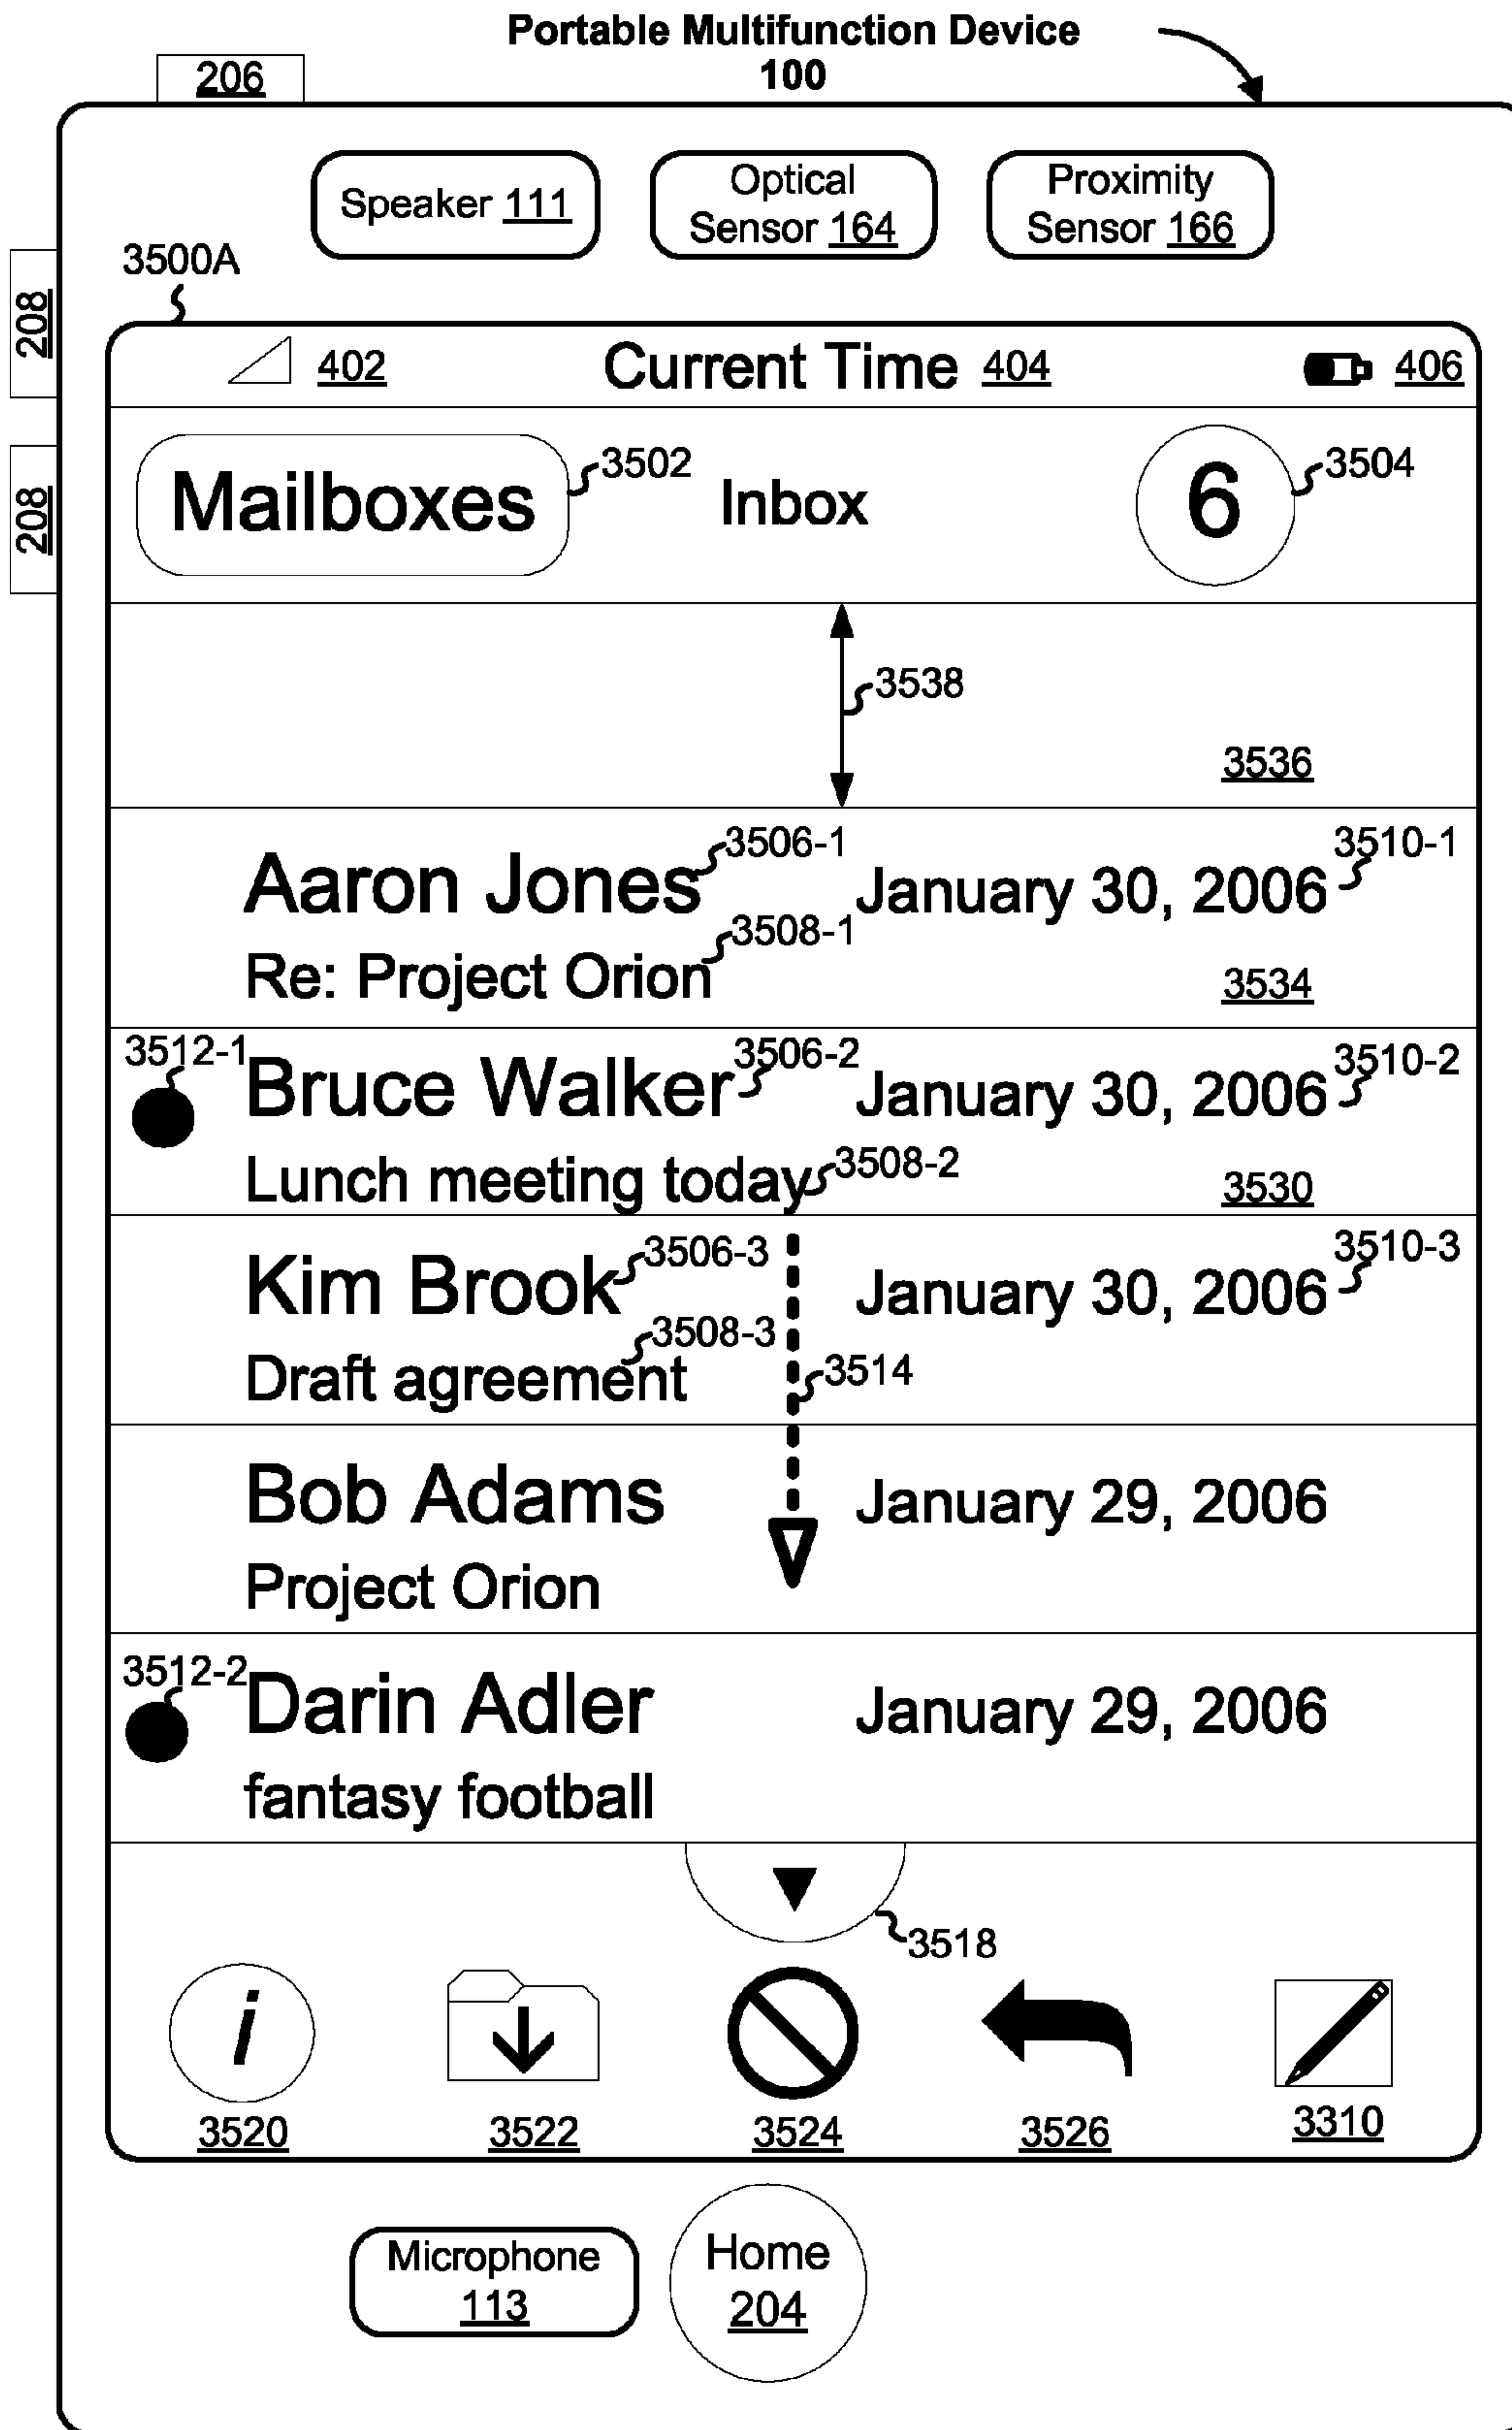 Portable Multifunction Device
100
206
Speaker 111
Optical
Sensor 164
Proximity
Sensor 166
3500A
208
208
402
Current Time 404
406
Mailboxes
3502
Inbox
6
3504
3538
3536
Aaron Jones
3506-1
January 30, 2006
3510-1
3508-1
Re: Project Orion
3534
3512-1
Bruce Walker
3506-2
January 30, 2006
3510-2
Lunch meeting today
3508-2
3530
Kim Brook
3506-3
January 30, 2006
3510-3
3508-3
Draft agreement
3514
Bob Adams
January 29, 2006
Project Orion
3512-2
Darin Adler
January 29, 2006
fantasy football
3518
i
3520
3522
3524
3526
3310
Microphone
113
Home
204